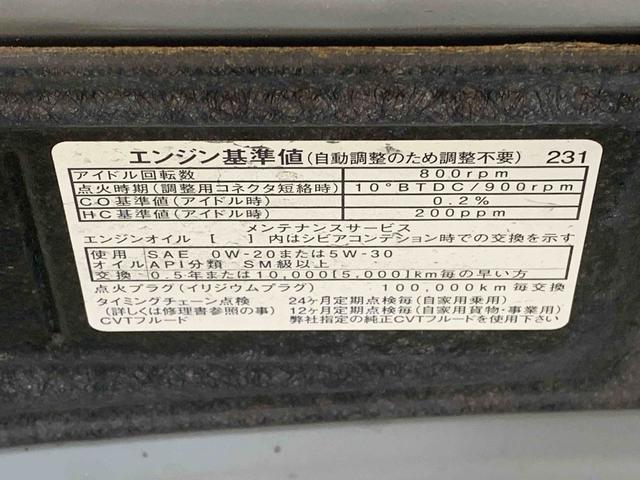 エンジン基準値(自動調整のため調整不要) 231
アイドル回転数 800rpm
点火時期(調整用コネクタ短絡時) 10°BTDC/900rpm
CO基準値(アイドル時) 0.2%
HC基準値(アイドル時) 200ppm
メンテナンスサービス
エンジンオイル [ ]内はシビアコンデション時での交換を示す
使用 SAE 0W-20または5W-30
オイルAPI分類 SM級以上
交換 0.5年または10,000[5,000]km毎の早い方
点火プラグ(イリジウムプラグ) 100,000km毎交換
タイミングチェーン点検 24ヶ月定期点検毎(自家用乗用)
(詳しくは修理書参照の事) 12ヶ月定期点検毎(自家用貨物・事業用)
CVTフルード 弊社指定の純正CVTフルードを使用下さい